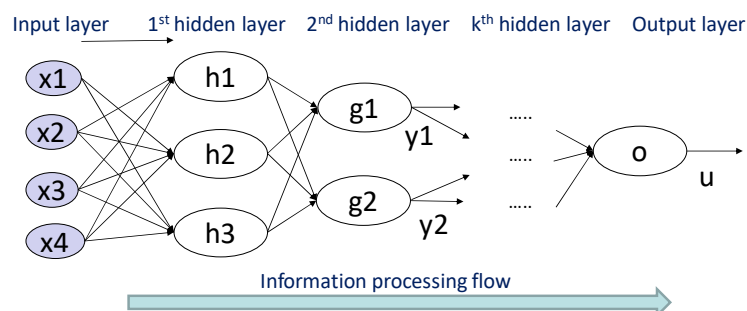 Input layer
1st hidden layer
2nd hidden layer
kth hidden layer
Output layer
x1
x2
x3
x4
h1
h2
h3
g1
g2
y1
y2
.....
.....
.....
o
u
Information processing flow